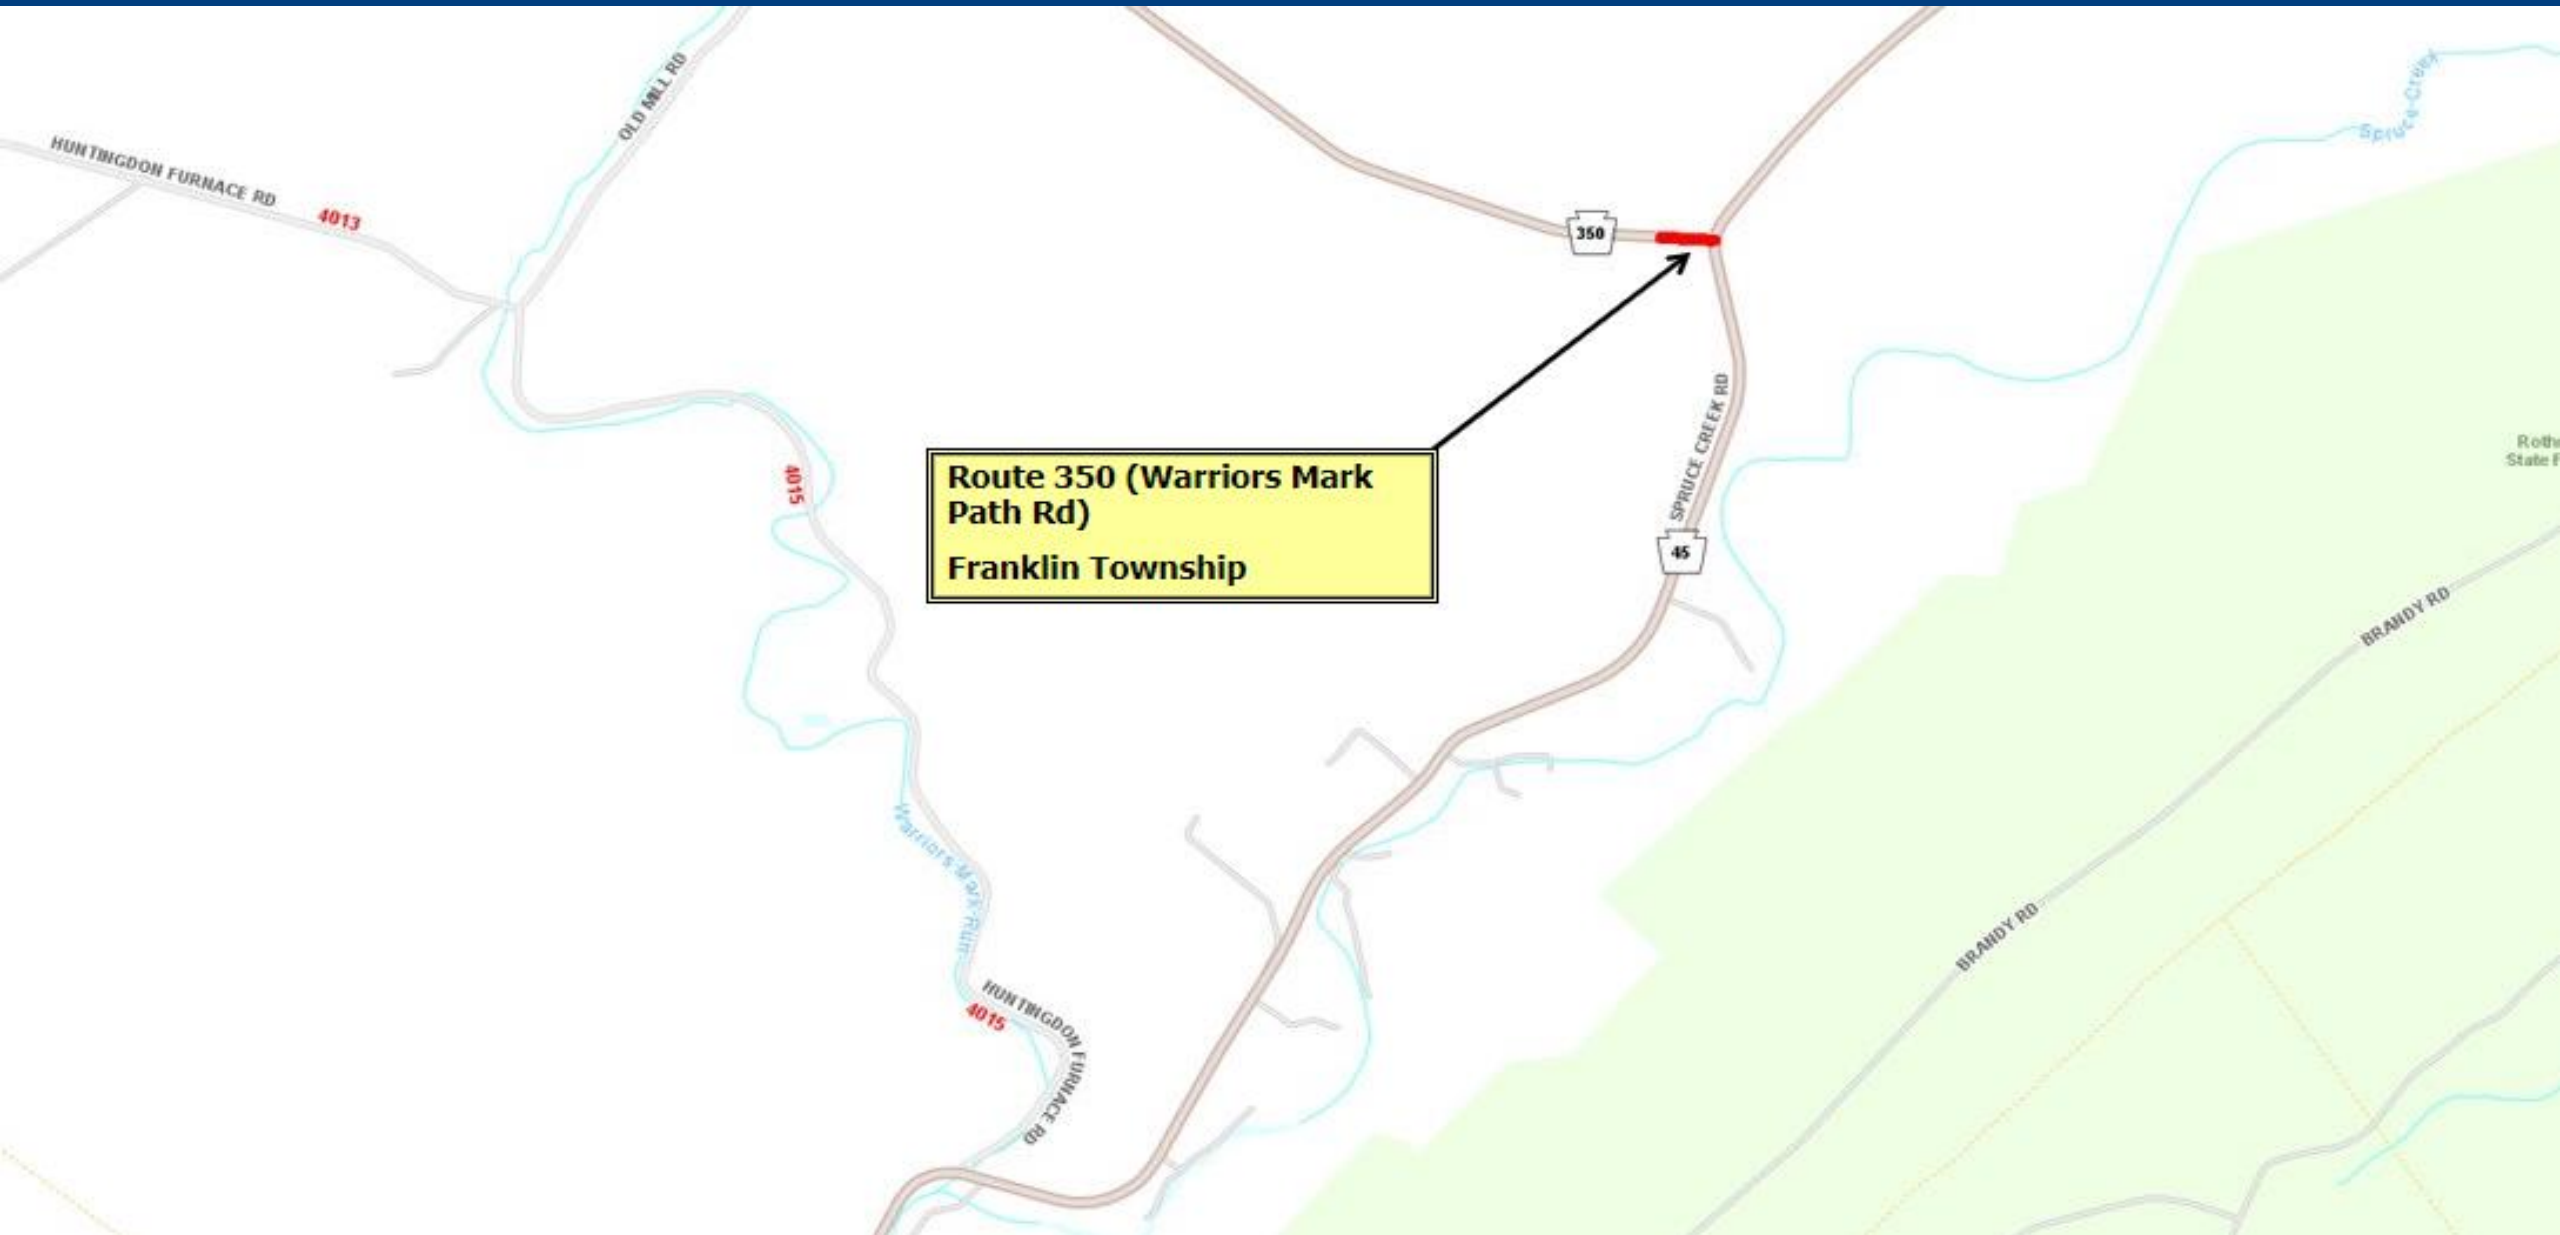 OLD MILL RD
Spruce Creek
HUNTINGDON FURNACE RD
4013
350
SPRUCE CREEK RD
4015
Route 350 (Warriors Mark
Path Rd)
Franklin Township
State
45
BRANDY RD
Warriors Mark Run
BRANDY RD
HUNTINGDON FURNACE RD
4015